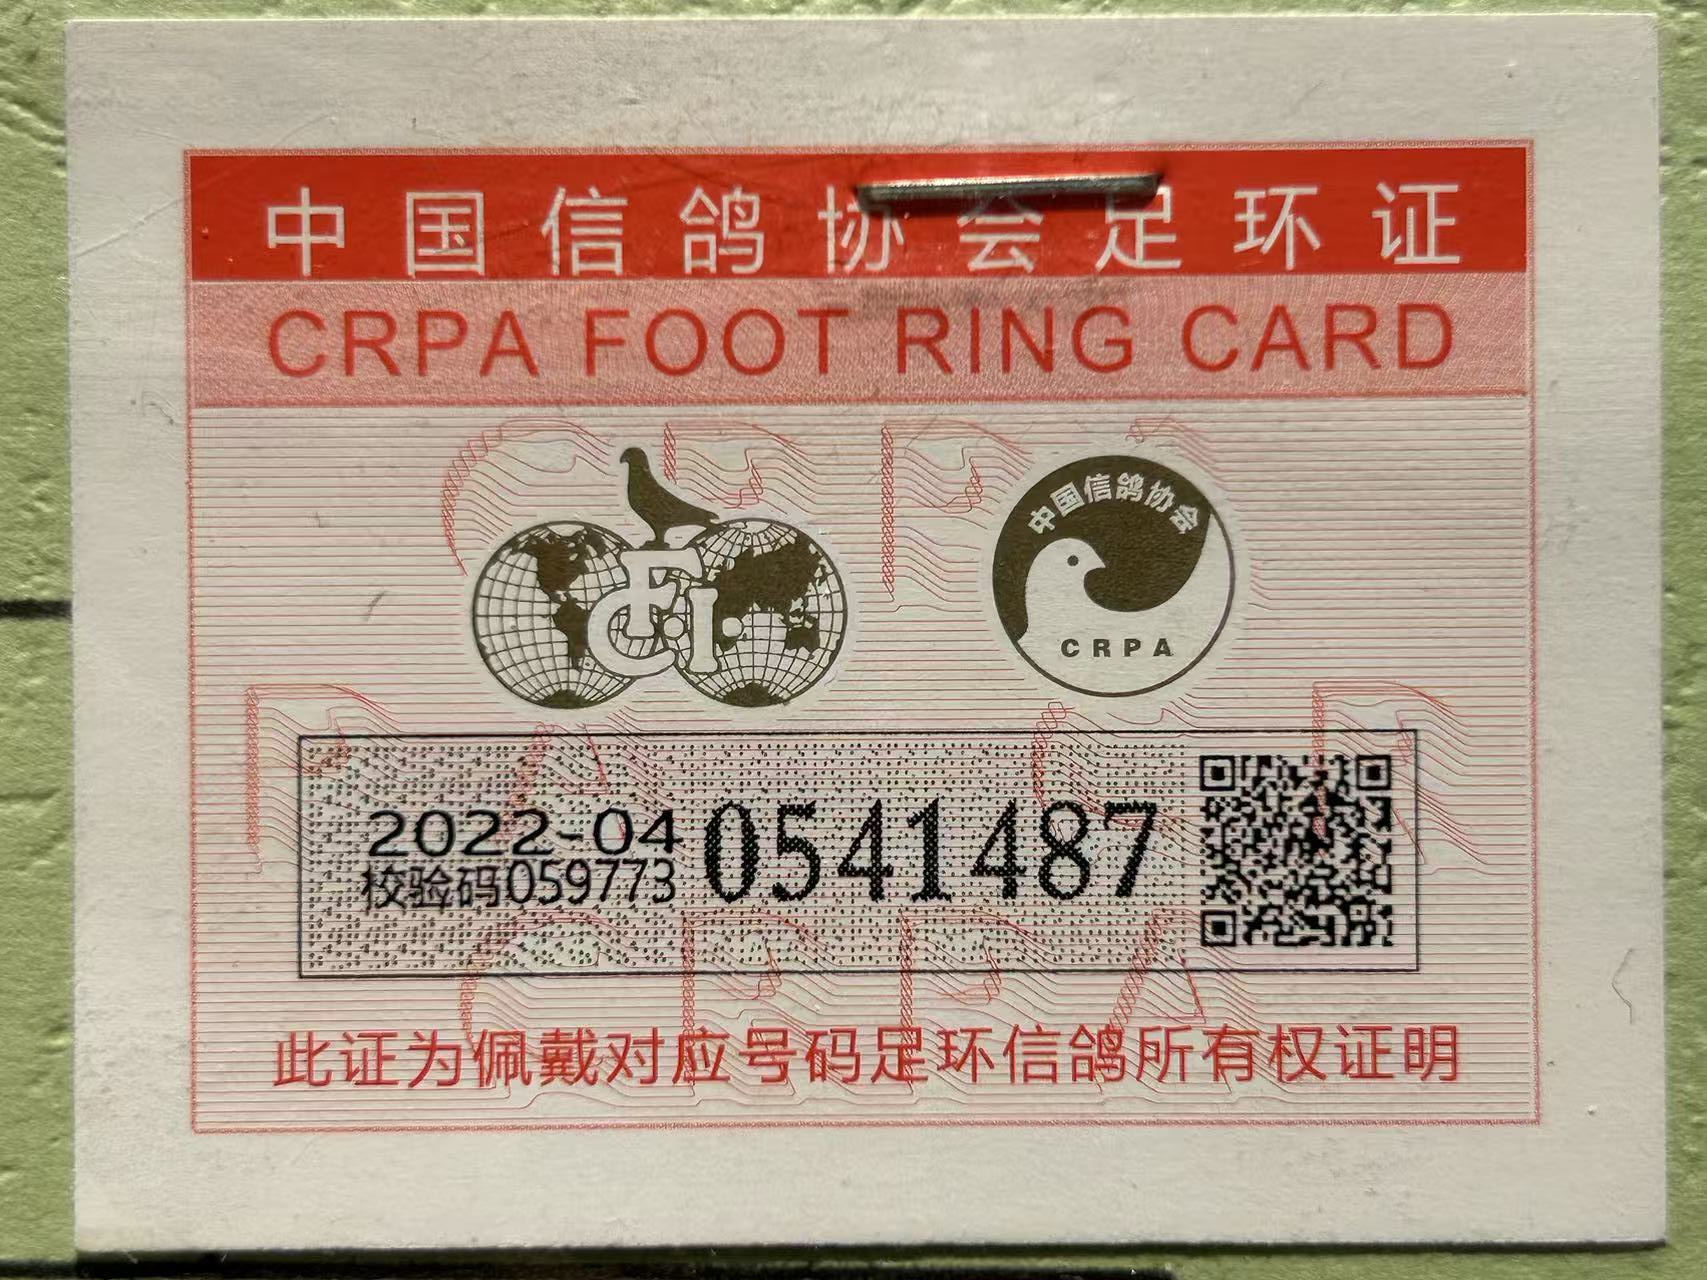 中国信鸽协会足环证
CRPA FOOT RING CARD
FCI
中国信鸽协会
CRPA
2022-04
校验码059773
0541487
此证为佩戴对应号码足环信鸽所有权证明